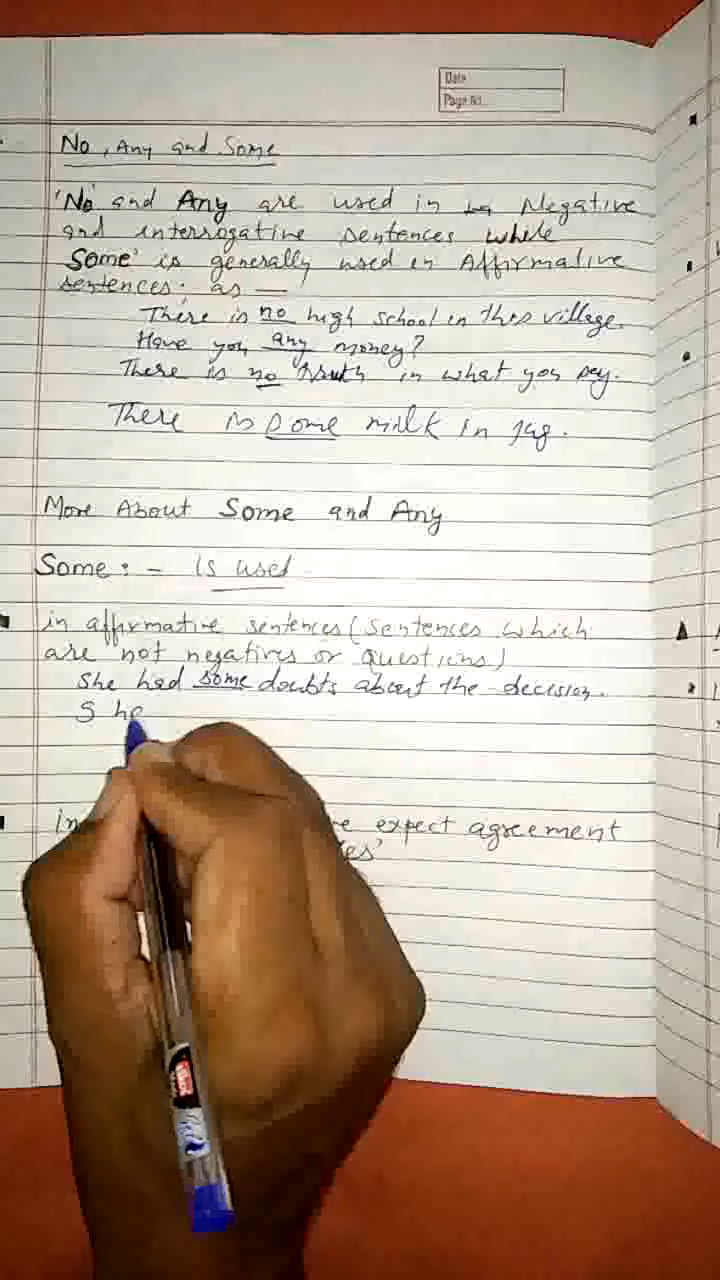 Date
Page No.
No, Any and Some
'No' and Any are used in Negative
and interrogative sentences while
Some' is generally used in Affirmative
sentences: as —
There is no high school in this village.
Have you any money?
There is no truth in what you say.
There is some milk in jug.
More About Some and Any
Some: - is used
in affirmative sentences (sentences which
are not negatives or questions)
She had some doubts about the decision.
She
in
expect agreement